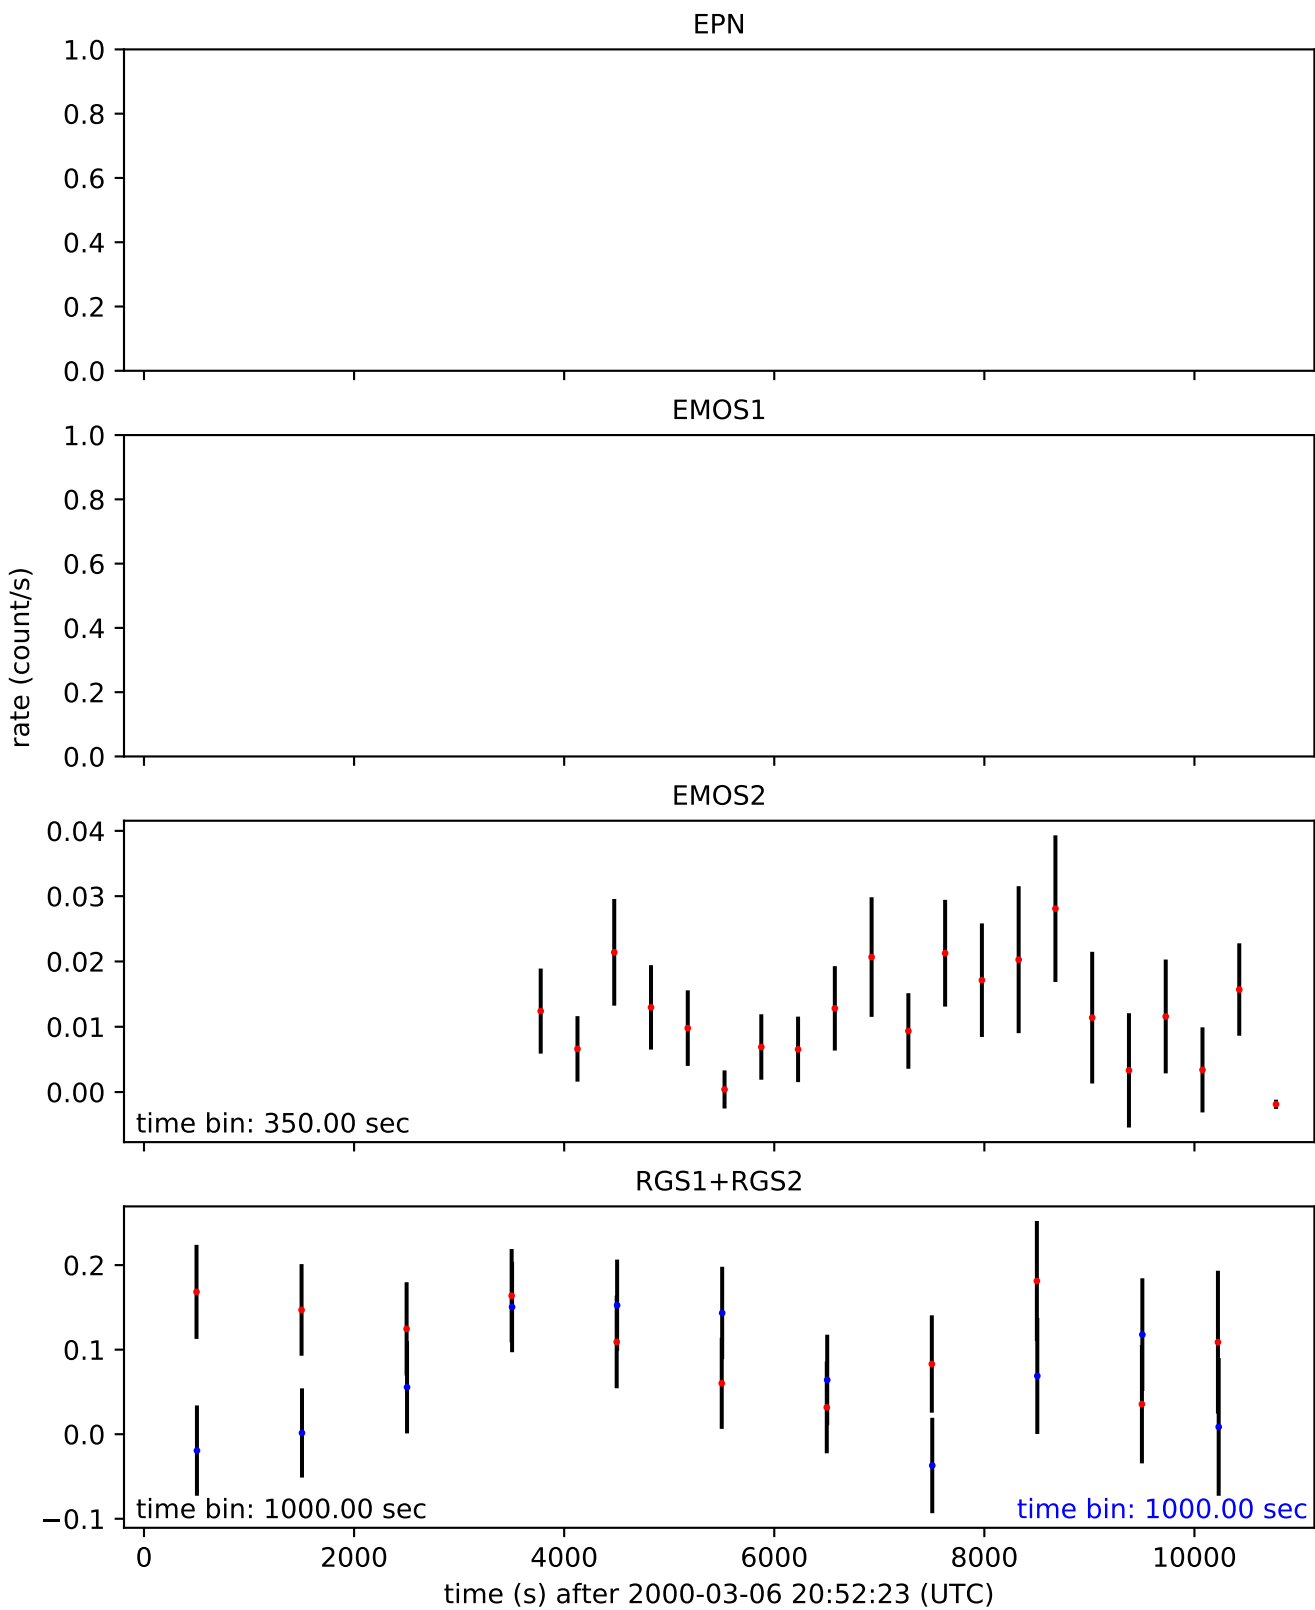 EPN
1.0
0.8
0.6
0.4
0.2
0.0
EMOS1
1.0
0.8
0.6
0.4
0.2
0.0
rate (count/s)
EMOS2
0.04
0.03
0.02
0.01
0.00
time bin: 350.00 sec
RGS1+RGS2
0.2
0.1
0.0
−0.1
time bin: 1000.00 sec
time bin: 1000.00 sec
0 2000 4000 6000 8000 10000
time (s) after 2000-03-06 20:52:23 (UTC)